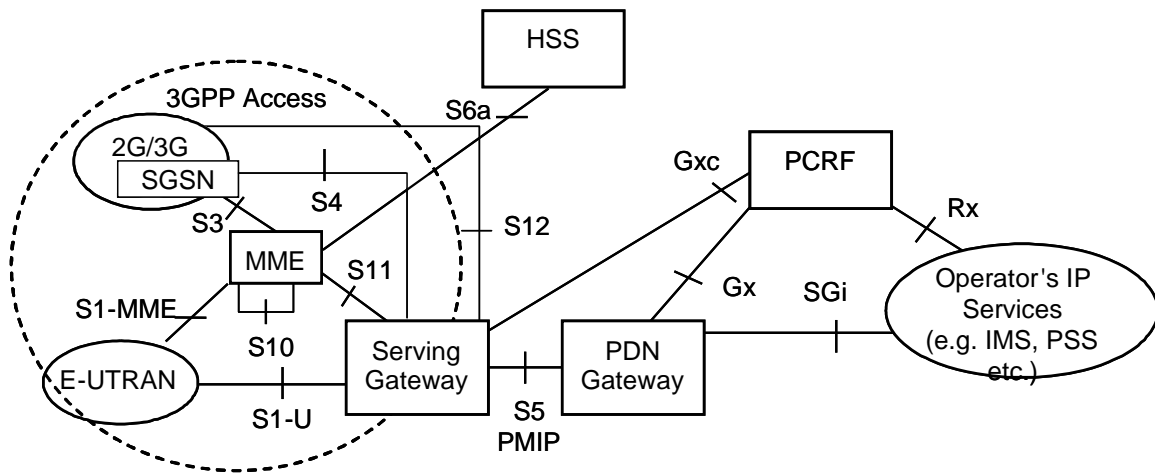 HSS
3GPP Access
S6a
2G/3G
SGSN
Gxc
PCRF
S4
S3
S12
Rx
MME
S11
Gx
SGi
Operator's IP
Services
(e.g. IMS, PSS
etc.)
S1-MME
S10
Serving
Gateway
PDN
Gateway
E-UTRAN
S1-U
S5
PMIP